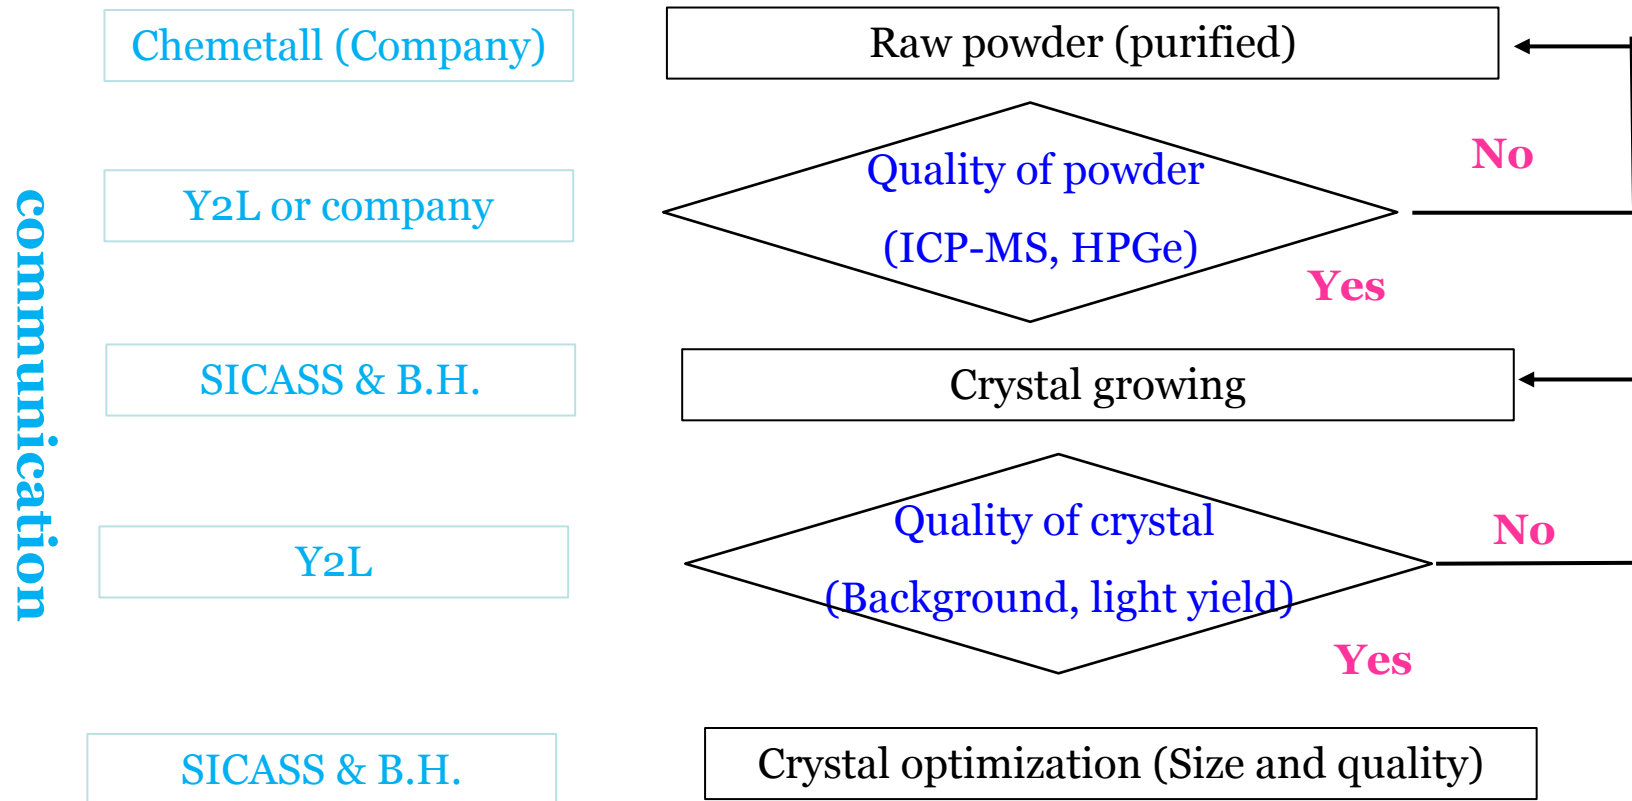 Chemetall (Company)
Raw powder (purified)
No
Quality of powder
(ICP-MS, HPGe)
Y2L or company
Yes
communication
SICASS & B.H.
Crystal growing
Quality of crystal
(Background, light yield)
No
Y2L
Yes
SICASS & B.H.
Crystal optimization (Size and quality)